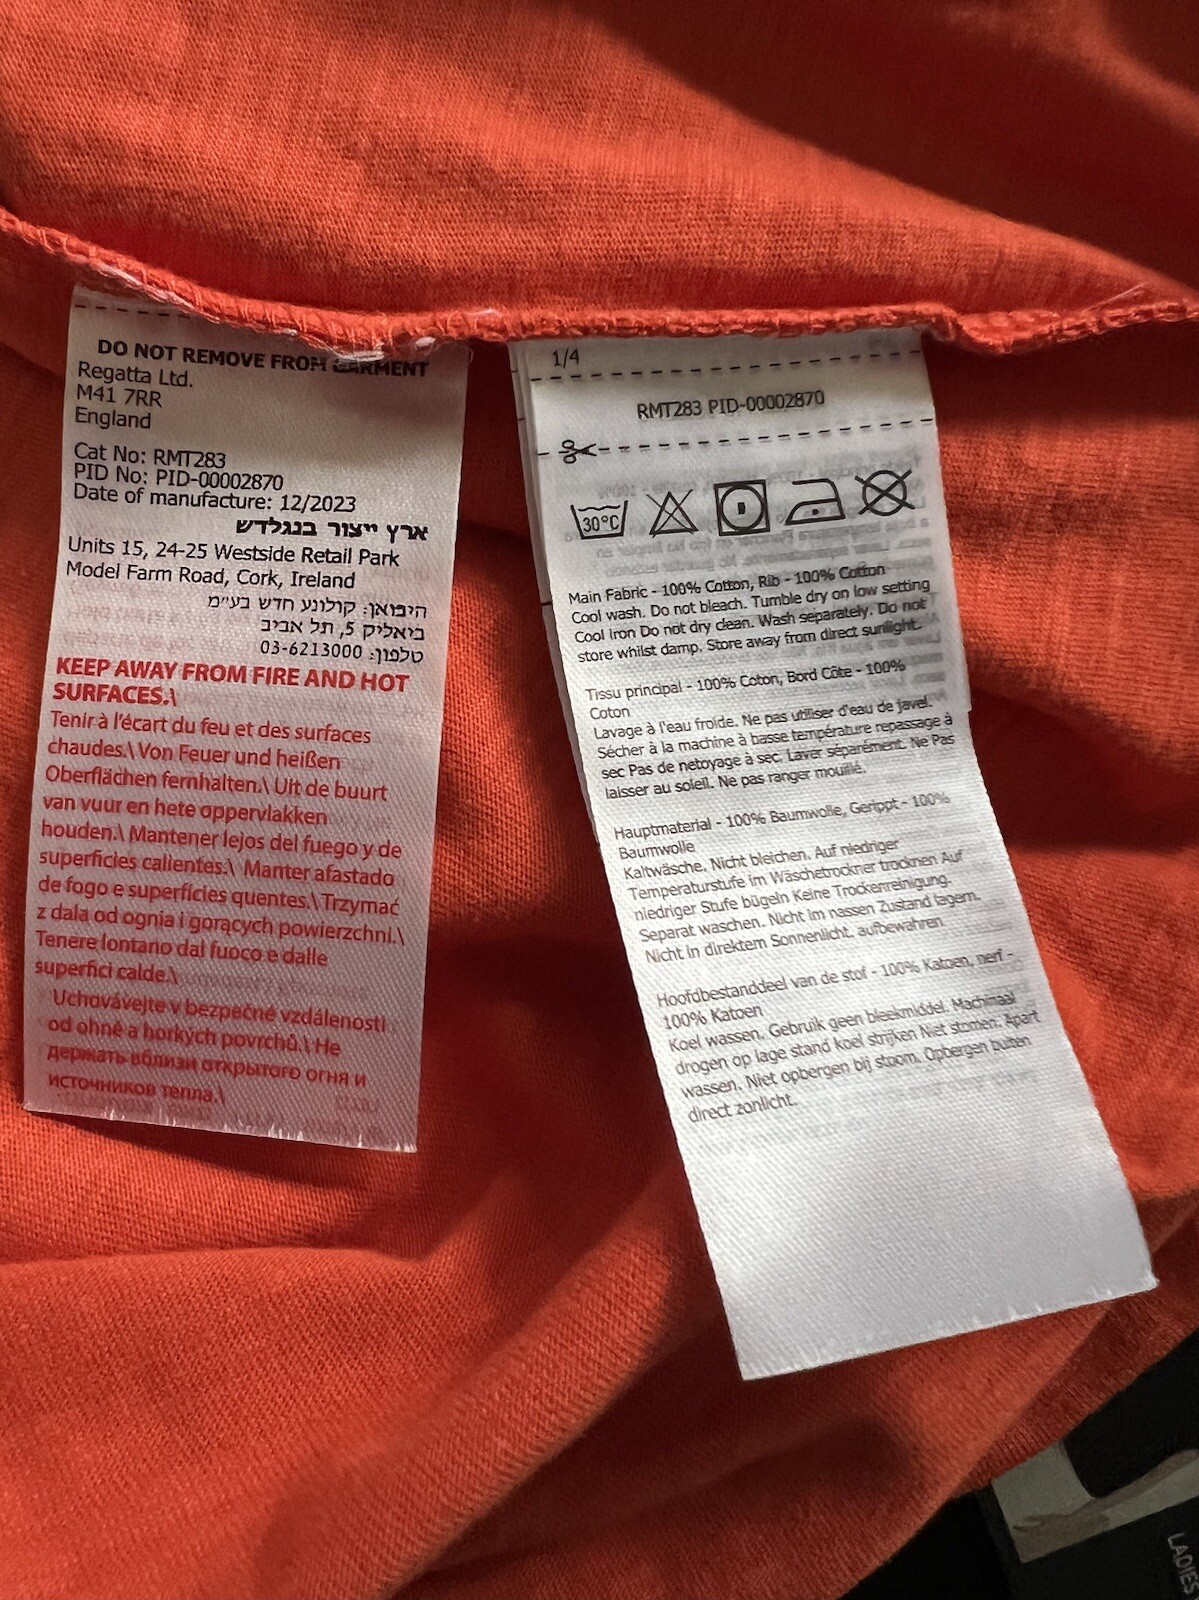 DO NOT REMOVE FROM GARMENT
Regatta Ltd.
M41 7RR
England
Cat No: RMT283
PID No: PID-00002870
Date of manufacture: 12/2023
ארץ ייצור בנגלדש
Units 15, 24-25 Westside Retail Park
Model Farm Road, Cork, Ireland
היבואן: קולונע חדש בע״מ
ביאליק 5, תל אביב
טלפון: 03-6213000
KEEP AWAY FROM FIRE AND HOT
SURFACES.\
Tenir à l'écart du feu et des surfaces
chaudes.\ Von Feuer und heißen
Oberflächen fernhalten.\ Uit de buurt
van vuur en hete oppervlakken
houden.\ Mantener lejos del fuego y de
superficies calientes.\ Manter afastado
de fogo e superfícies quentes.\ Trzymać
z dala od ognia i gorących powierzchni.\
Tenere lontano dal fuoco e dalle
superfici calde.\
Uchovávejte v bezpečné vzdálenosti
od ohně a horkých povrchů.\ Не
держать вблизи открытого огня и
источников тепла.\
1/4
RMT283 PID-00002870
30°C
Main Fabric - 100% Cotton, Rib - 100% Cotton
Cool wash. Do not bleach. Tumble dry on low setting
Cool Iron Do not dry clean. Wash separately. Do not
store whilst damp. Store away from direct sunlight.
Tissu principal - 100% Coton, Bord Côte - 100%
Coton
Lavage à l'eau froide. Ne pas utiliser d'eau de javel.
Sécher à la machine à basse température repassage à
sec Pas de netoyage à sec. Laver séparément. Ne Pas
laisser au soleil. Ne pas ranger mouillé.
Hauptmaterial - 100% Baumwolle, Gerippt - 100%
Baumwolle
Kaltwäsche. Nicht bleichen. Auf niedriger
Temperaturstufe im Wäschetrockner trocknen Auf
niedriger Stufe bügeln Keine Trockenreinigung.
Separat waschen. Nicht im nassen Zustand lagern.
Nicht in direktem Sonnenlicht. aufbewahren
Hoofdbestanddeel van de stof - 100% Katoen, nerf -
100% Katoen
Koel wassen. Gebruik geen bleekmiddel. Machinaal
drogen op lage stand koel strijken Niet stomen. Apart
wassen. Niet opbergen bij stoom. Opbergen buiten
direct zonlicht.
LADIES